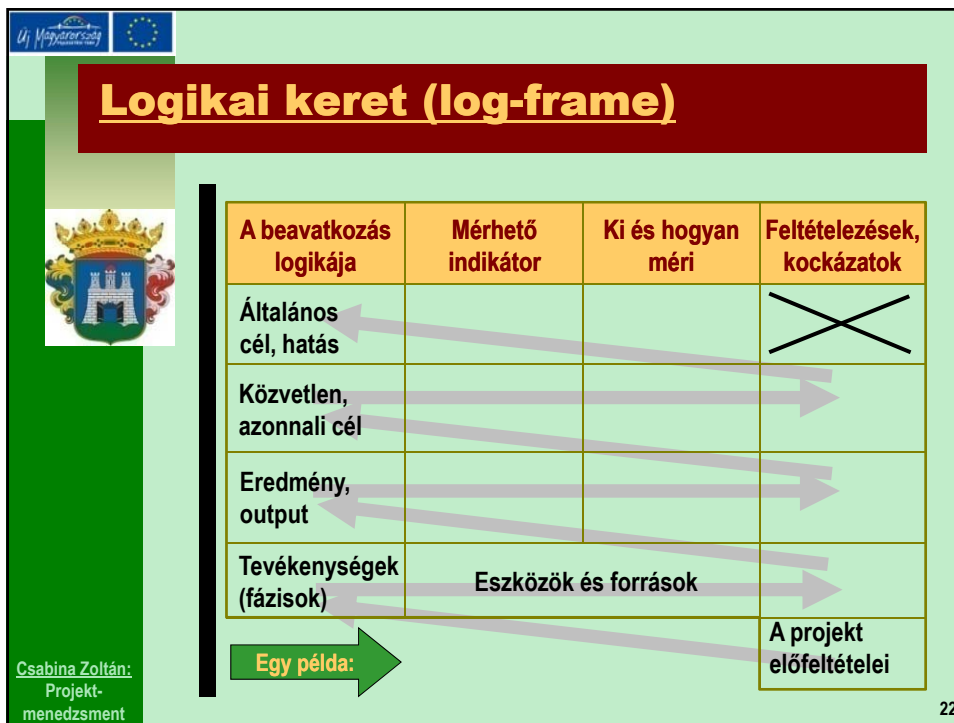 Új Magyarország
Logikai keret (log-frame)
A beavatkozás
logikája
Mérhető
indikátor
Ki és hogyan
méri
Feltételezések,
kockázatok
Általános
cél, hatás
Közvetlen,
azonnali cél
Eredmény,
output
Tevékenységek
(fázisok)
Eszközök és források
A projekt
előfeltételei
Egy példa:
Csabina Zoltán:
Projekt-
menedzsment
22